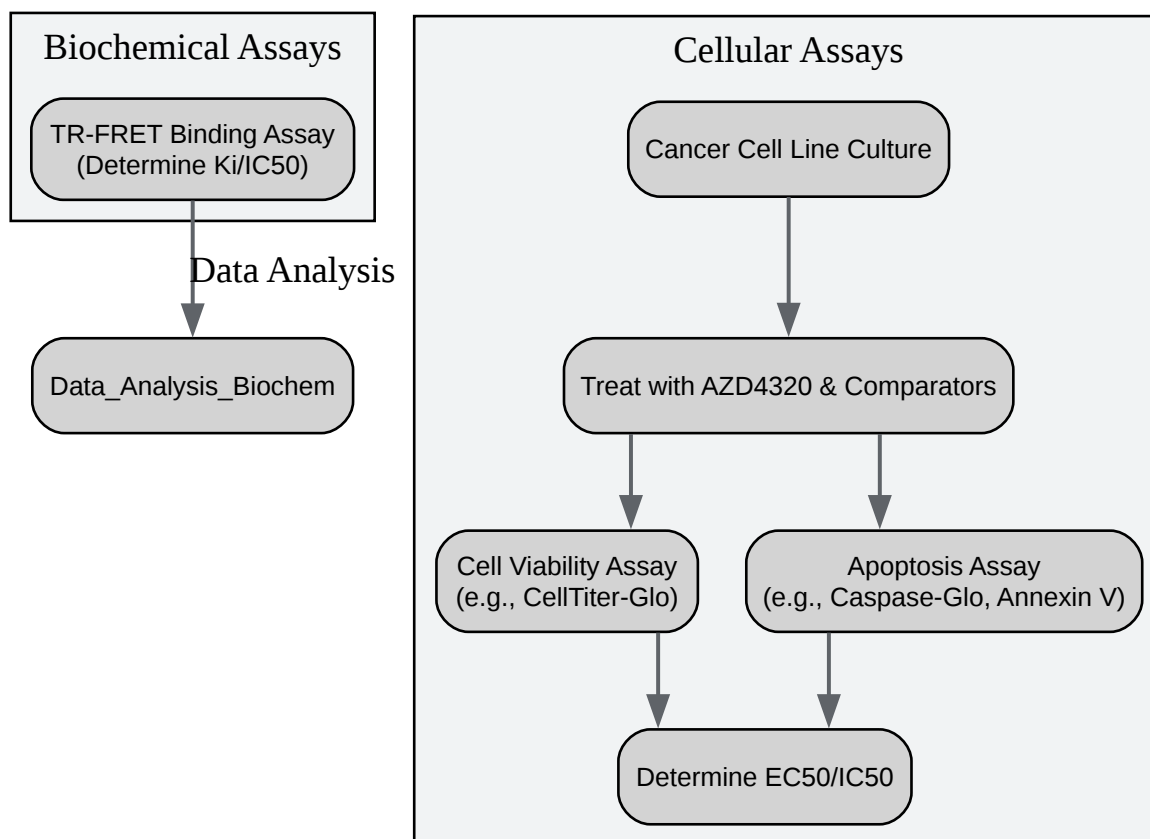 Biochemical Assays
TR-FRET Binding Assay
(Determine Ki/IC50)
Data Analysis
Data_Analysis_Biochem
Cellular Assays
Cancer Cell Line Culture
Treat with AZD4320 & Comparators
Cell Viability Assay
(e.g., CellTiter-Glo)
Apoptosis Assay
(e.g., Caspase-Glo, Annexin V)
Determine EC50/IC50